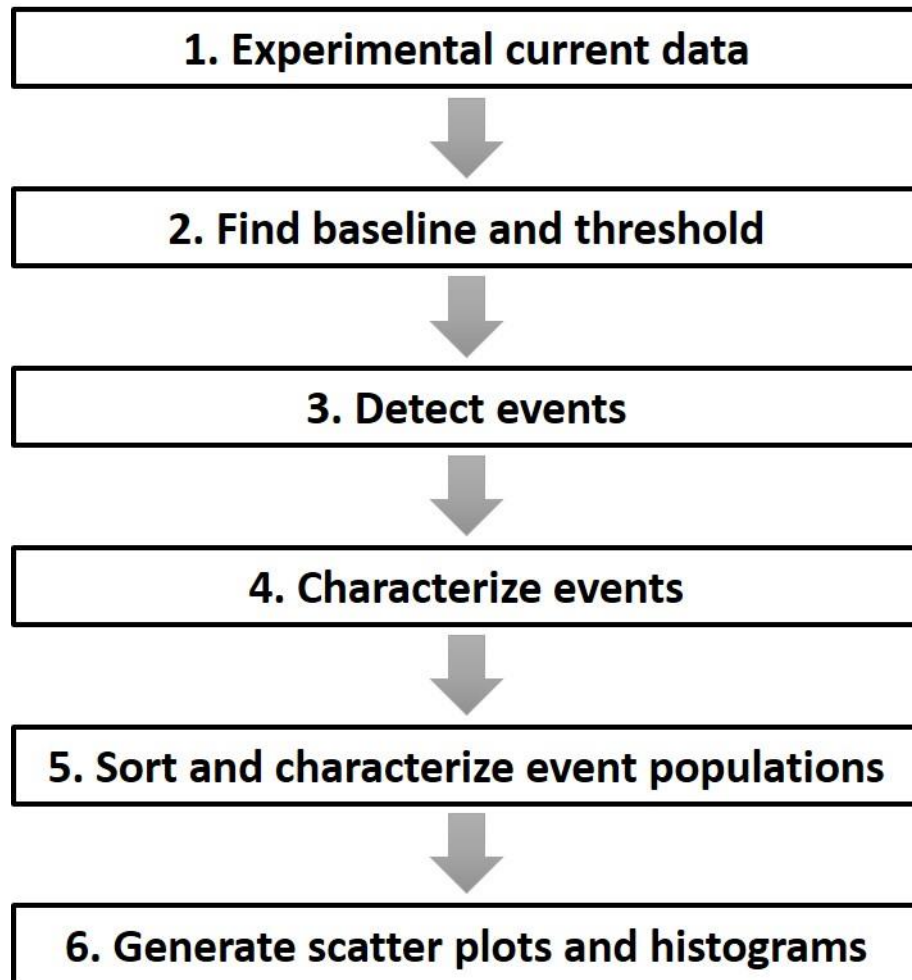 1. Experimental current data
2. Find baseline and threshold
3. Detect events
4. Characterize events
5. Sort and characterize event populations
6. Generate scatter plots and histograms